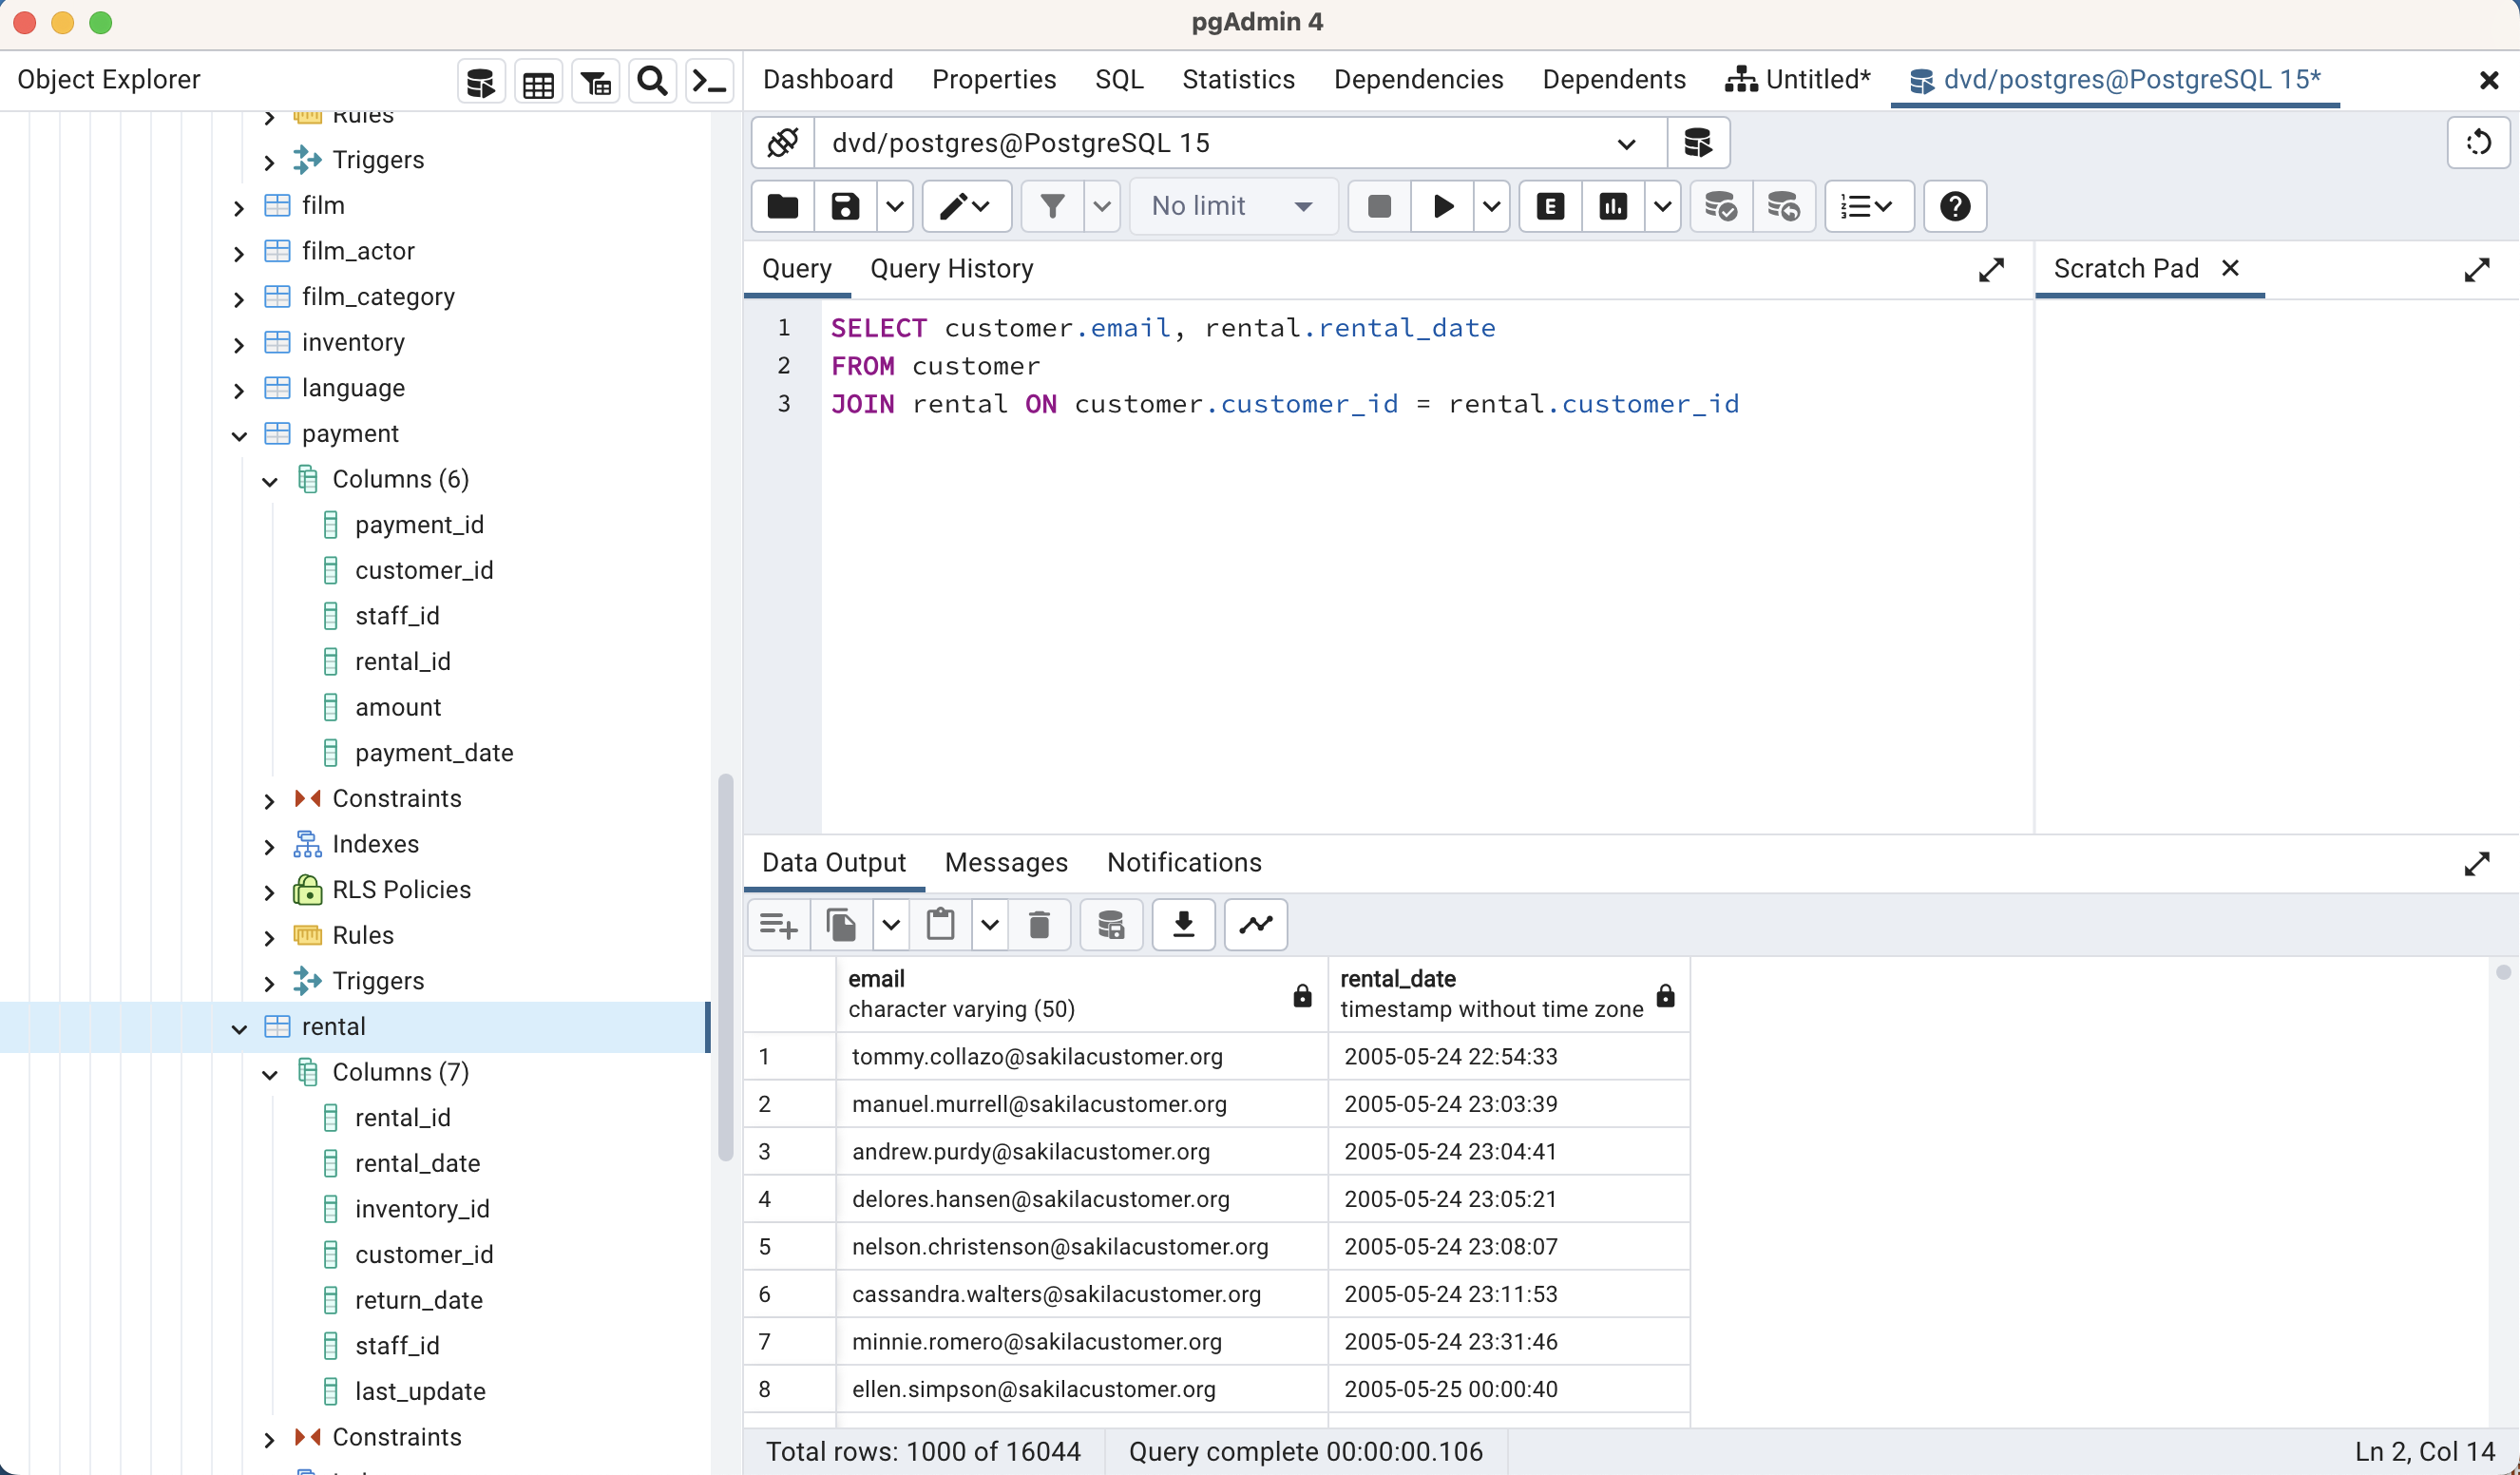 pgAdmin 4
Object Explorer
Dashboard Properties SQL Statistics Dependencies Dependents Untitled* dvd/postgres@PostgreSQL 15*
Rules
Triggers
film
film_actor
film_category
inventory
language
payment
Columns (6)
payment_id
customer_id
staff_id
rental_id
amount
payment_date
Constraints
Indexes
RLS Policies
Rules
Triggers
rental
Columns (7)
rental_id
rental_date
inventory_id
customer_id
return_date
staff_id
last_update
Constraints
dvd/postgres@PostgreSQL 15
No limit
E
Query Query History
Scratch Pad
1 SELECT customer.email, rental.rental_date
2 FROM customer
3 JOIN rental ON customer.customer_id = rental.customer_id
Data Output Messages Notifications
email rental_date
character varying (50) timestamp without time zone
1 tommy.collazo@sakilacustomer.org 2005-05-24 22:54:33
2 manuel.murrell@sakilacustomer.org 2005-05-24 23:03:39
3 andrew.purdy@sakilacustomer.org 2005-05-24 23:04:41
4 delores.hansen@sakilacustomer.org 2005-05-24 23:05:21
5 nelson.christenson@sakilacustomer.org 2005-05-24 23:08:07
6 cassandra.walters@sakilacustomer.org 2005-05-24 23:11:53
7 minnie.romero@sakilacustomer.org 2005-05-24 23:31:46
8 ellen.simpson@sakilacustomer.org 2005-05-25 00:00:40
Total rows: 1000 of 16044 Query complete 00:00:00.106 Ln 2, Col 14